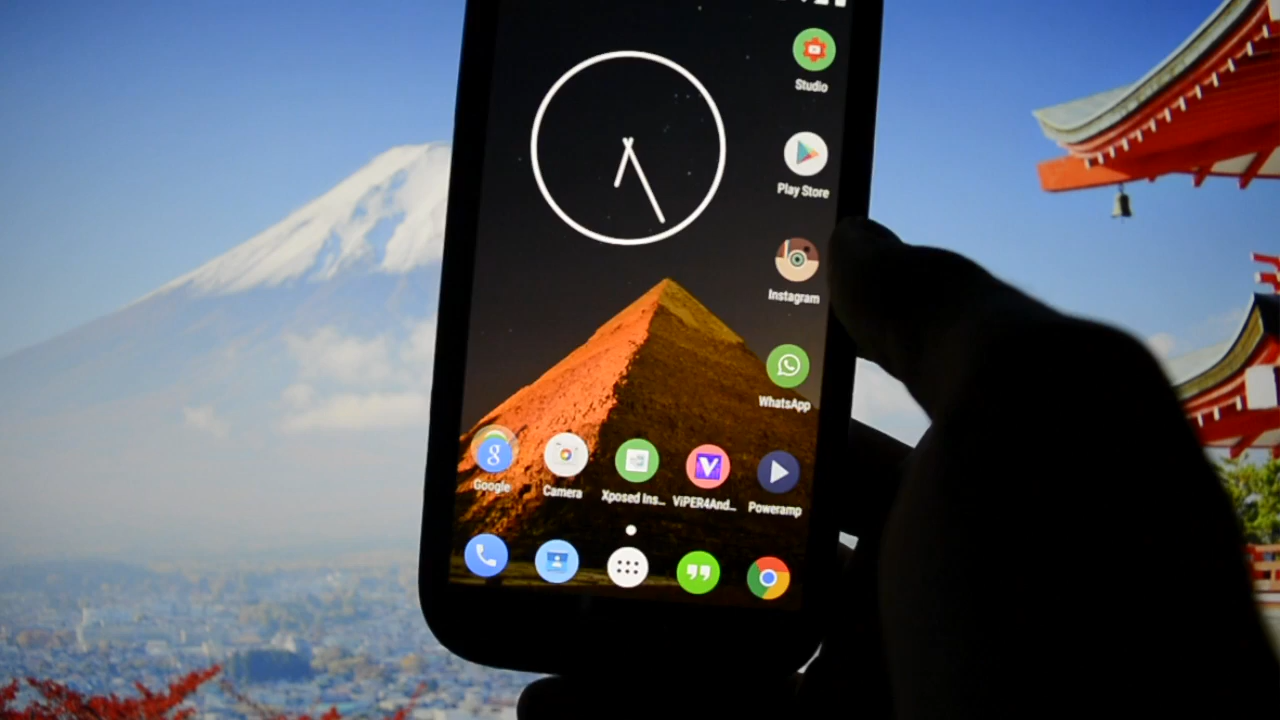 Studio
Play Store
Instagram
WhatsApp
Google
Camera
Xposed Ins...
ViPER4And...
Poweramp